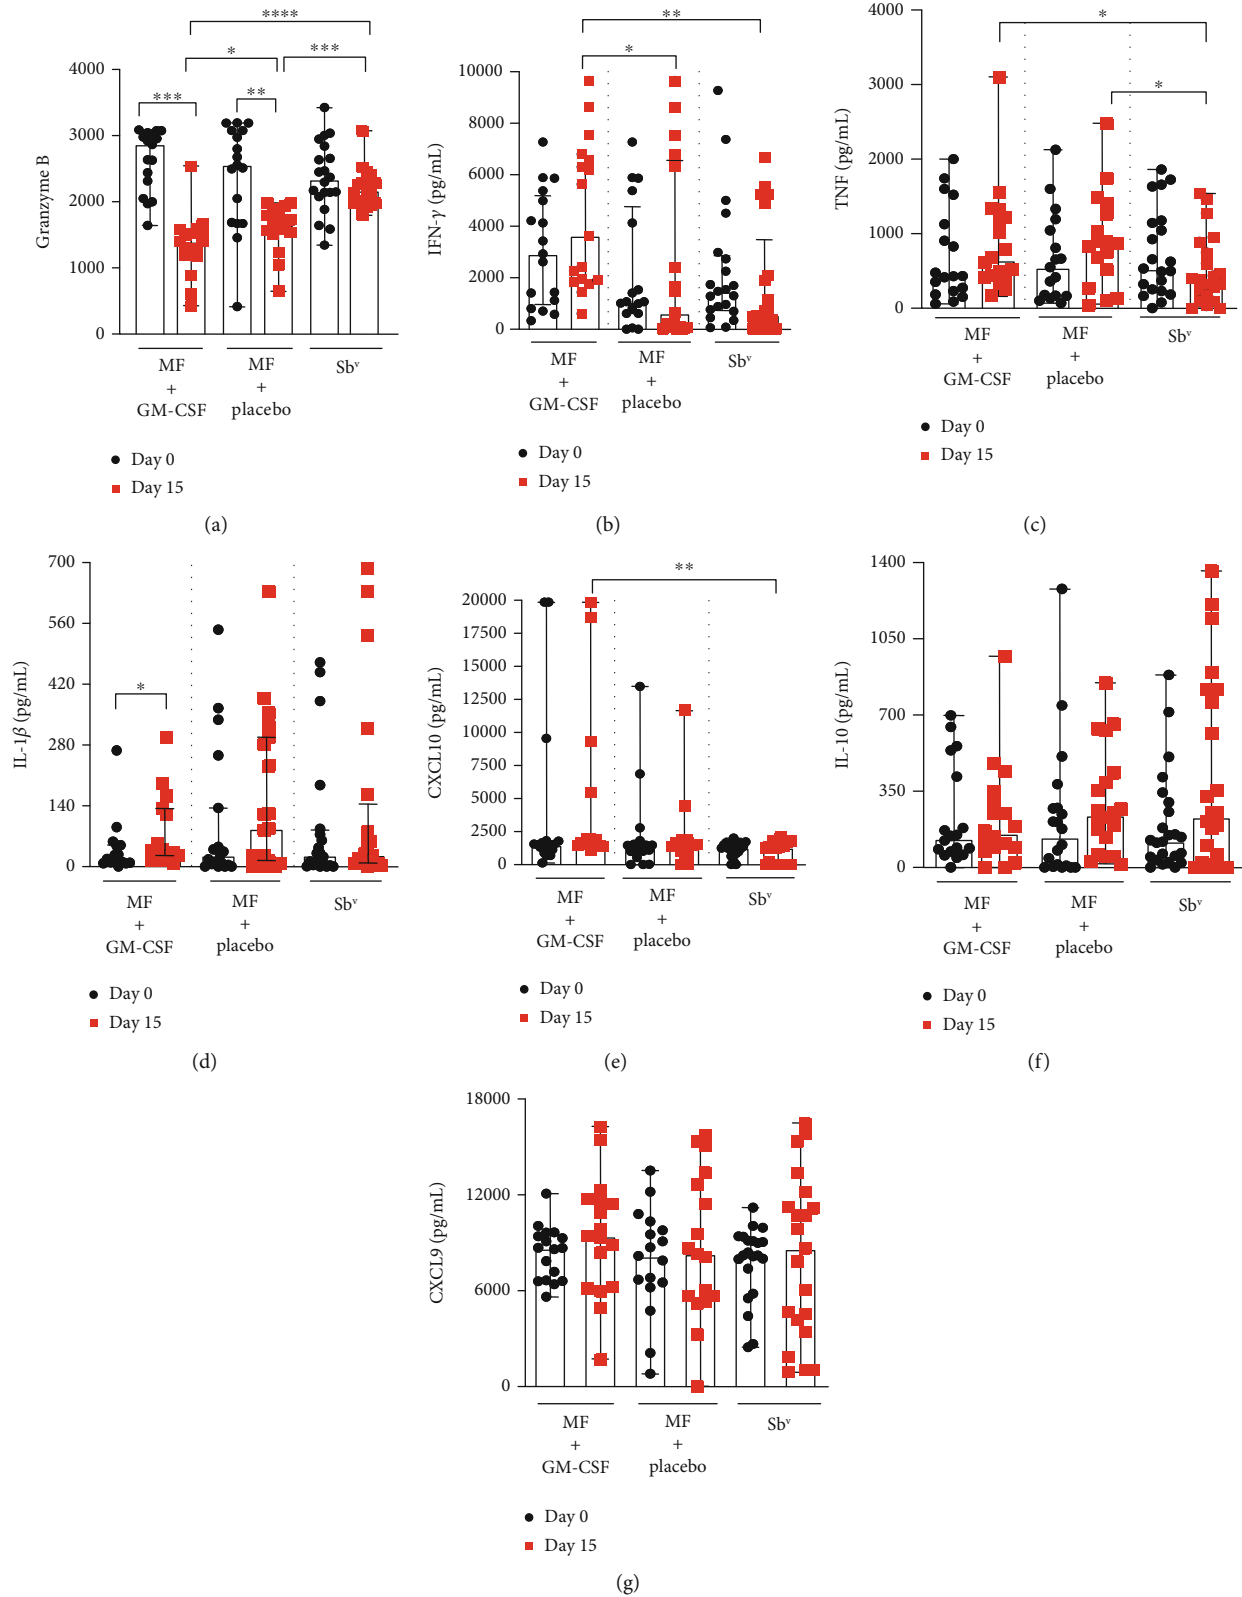 ****
*
***
***
**
4000
3000
2000
1000
0
Granzyme B
MF
+
GM-CSF
MF
+
placebo
Sbᵛ
Day 0
Day 15
(a)
**
*
10000
8000
6000
4000
2000
0
IFN-γ (pg/mL)
MF
+
GM-CSF
MF
+
placebo
Sbᵛ
Day 0
Day 15
(b)
*
*
4000
3000
2000
1000
0
TNF (pg/mL)
MF
+
GM-CSF
MF
+
placebo
Sbᵛ
Day 0
Day 15
(c)
*
700
560
420
280
140
0
IL-1β (pg/mL)
MF
+
GM-CSF
MF
+
placebo
Sbᵛ
Day 0
Day 15
(d)
**
20000
17500
15000
12500
10000
7500
5000
2500
0
CXCL10 (pg/mL)
MF
+
GM-CSF
MF
+
placebo
Sbᵛ
Day 0
Day 15
(e)
1400
1050
700
350
0
IL-10 (pg/mL)
MF
+
GM-CSF
MF
+
placebo
Sbᵛ
Day 0
Day 15
(f)
18000
12000
6000
0
CXCL9 (pg/mL)
MF
+
GM-CSF
MF
+
placebo
Sbᵛ
Day 0
Day 15
(g)